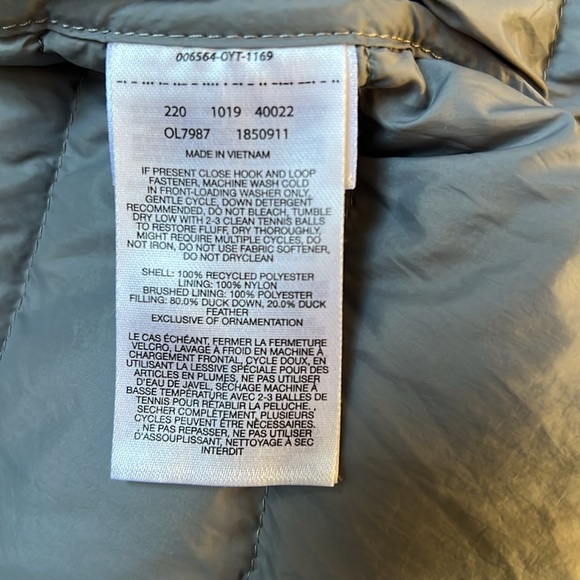 006564-0YT-1169
220 1019 40022
OL7987 1850911
MADE IN VIETNAM
IF PRESENT CLOSE HOOK AND LOOP
FASTENER, MACHINE WASH COLD
IN FRONT-LOADING WASHER ONLY,
GENTLE CYCLE, DOWN DETERGENT
RECOMMENDED, DO NOT BLEACH, TUMBLE
DRY LOW WITH 2-3 CLEAN TENNIS BALLS
TO RESTORE FLUFF, DRY THOROUGHLY,
MIGHT REQUIRE MULTIPLE CYCLES, DO
NOT IRON, DO NOT USE FABRIC SOFTENER,
DO NOT DRYCLEAN
SHELL: 100% RECYCLED POLYESTER
LINING: 100% NYLON
BRUSHED LINING: 100% POLYESTER
FILLING: 80.0% DUCK DOWN, 20.0% DUCK
FEATHER
EXCLUSIVE OF ORNAMENTATION
LE CAS ÉCHÉANT, FERMER LA FERMETURE
VELCRO, LAVAGE À FROID EN MACHINE À
CHARGEMENT FRONTAL, CYCLE DOUX, EN
UTILISANT LA LESSIVE SPÉCIALE POUR DES
ARTICLES EN PLUMES, NE PAS UTILISER
D'EAU DE JAVEL, SÉCHAGE MACHINE À
BASSE TEMPÉRATURE AVEC 2-3 BALLES DE
TENNIS POUR RÉTABLIR LA PELUCHE, ,
SECHER COMPLÈTEMENT, PLUSIEURS
CYCLES PEUVENT ÊTRE NÉCESSAIRES.
, NE PAS REPASSER, NE PAS UTILISER
D'ASSOUPLISSANT, NETTOYAGE À SEC
INTERDIT